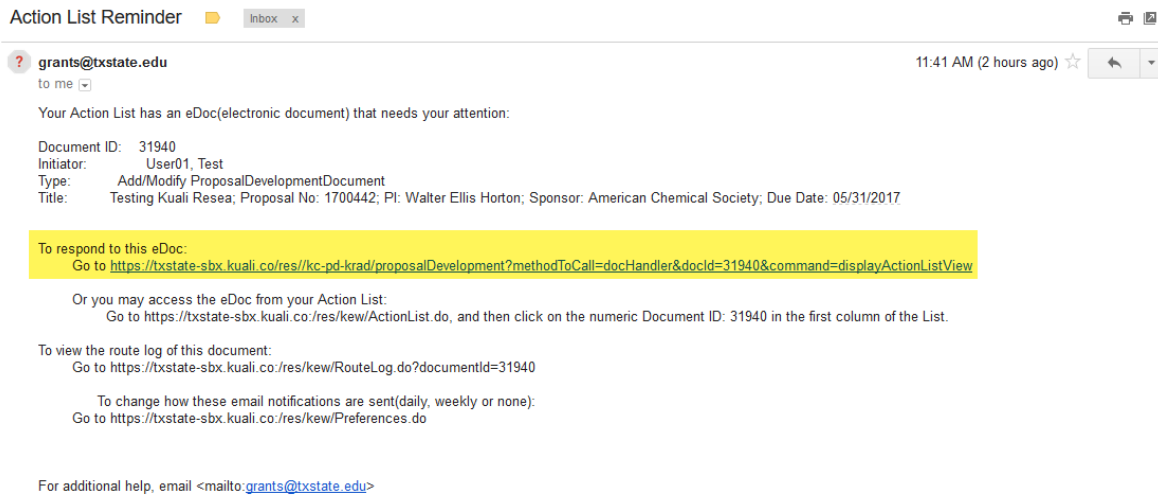 Action List Reminder
Inbox x
grants@txstate.edu
11:41 AM (2 hours ago)
to me
Your Action List has an eDoc(electronic document) that needs your attention:
Document ID: 31940
Initiator: User01, Test
Type: Add/Modify ProposalDevelopmentDocument
Title: Testing Kuali Resea; Proposal No: 1700442; PI: Walter Ellis Horton; Sponsor: American Chemical Society; Due Date: 05/31/2017
To respond to this eDoc:
Go to https://txstate-sbx.kuali.co/res//kc-pd-krad/proposalDevelopment?methodToCall=docHandler&docId=31940&command=displayActionListView
Or you may access the eDoc from your Action List:
Go to https://txstate-sbx.kuali.co:/res/kew/ActionList.do, and then click on the numeric Document ID: 31940 in the first column of the List.
To view the route log of this document:
Go to https://txstate-sbx.kuali.co:/res/kew/RouteLog.do?documentId=31940
To change how these email notifications are sent(daily, weekly or none):
Go to https://txstate-sbx.kuali.co:/res/kew/Preferences.do
For additional help, email <mailto:grants@txstate.edu>